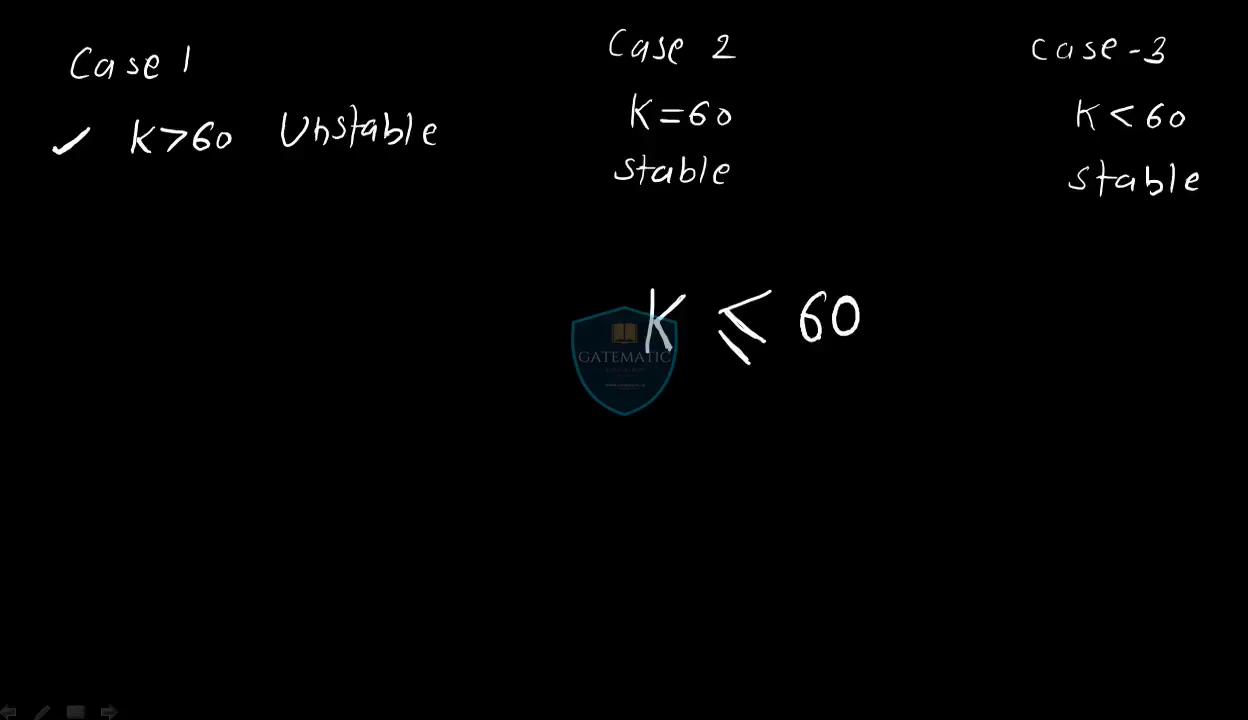 Case 1
✓ K>60 Unstable
Case 2
K=60
stable
case-3
K<60
stable
K ≤ 60
GATEMATIC